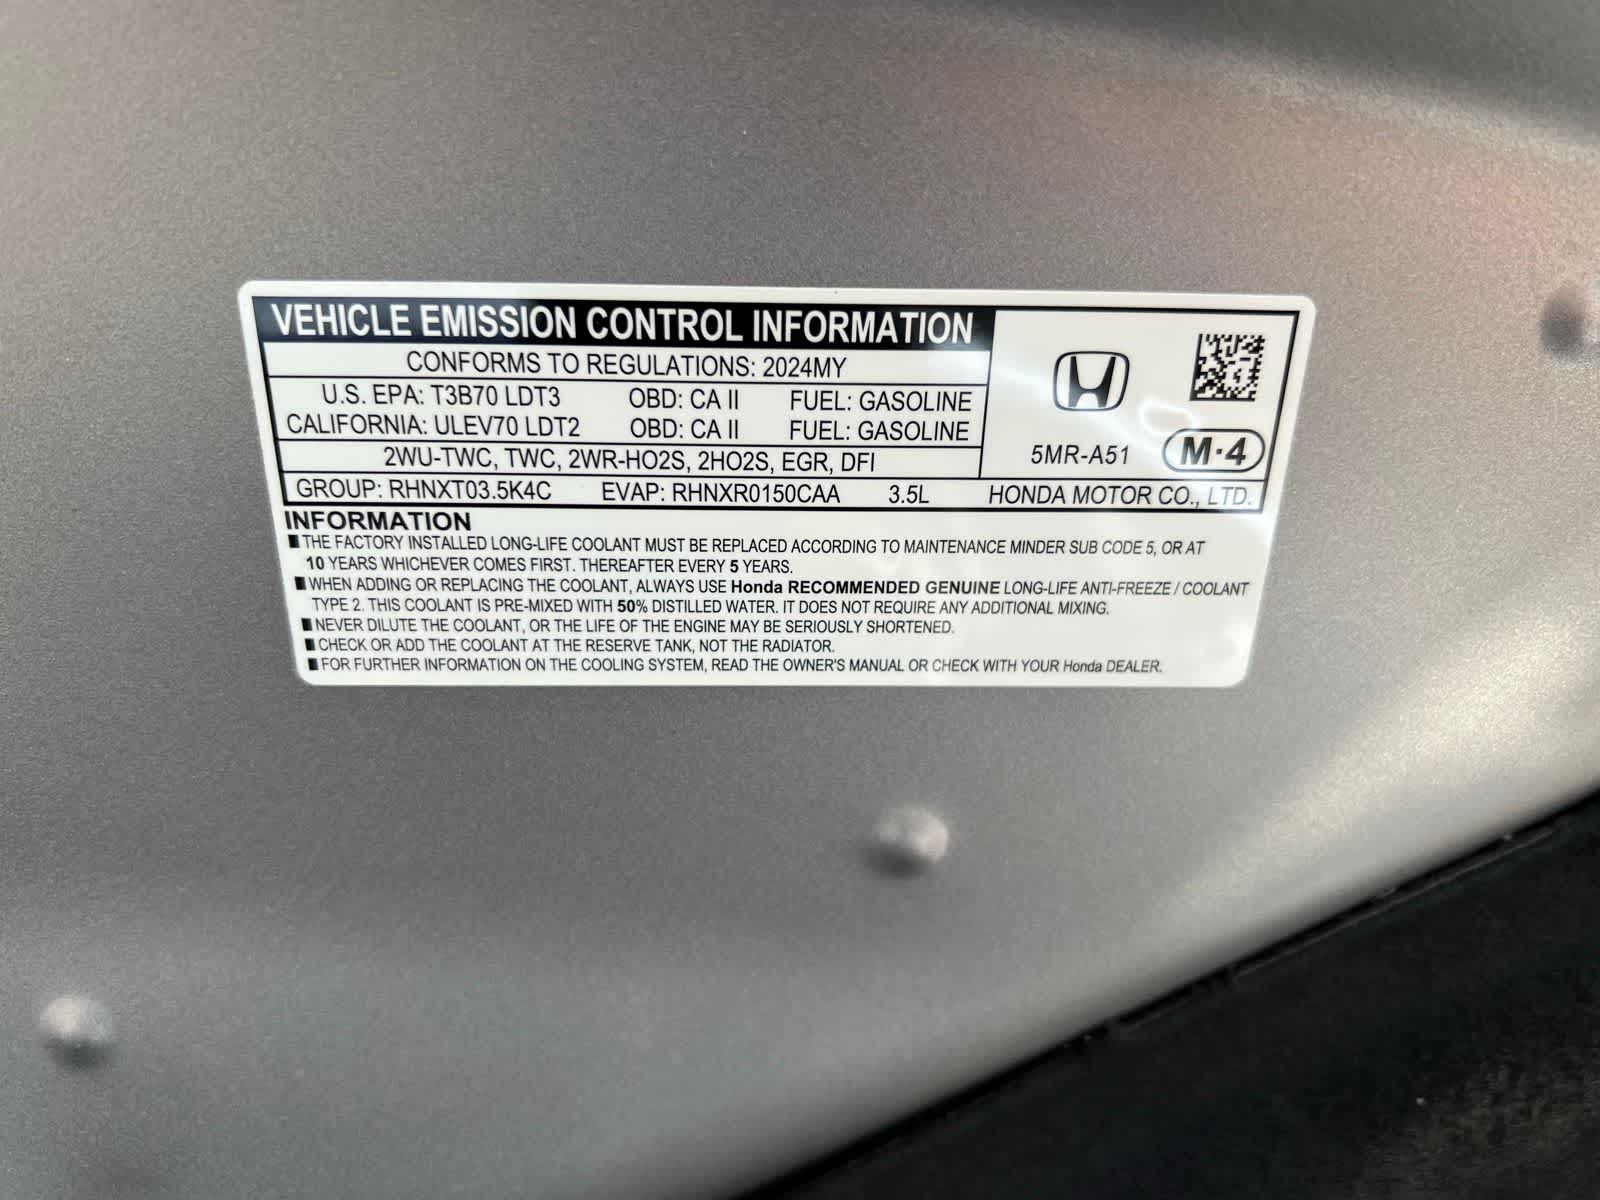 VEHICLE EMISSION CONTROL INFORMATION
CONFORMS TO REGULATIONS: 2024MY
U.S. EPA: T3B70 LDT3 OBD: CA II FUEL: GASOLINE
CALIFORNIA: ULEV70 LDT2 OBD: CA II FUEL: GASOLINE
2WU-TWC, TWC, 2WR-HO2S, 2HO2S, EGR, DFI
5MR-A51 M·4
GROUP: RHNXT03.5K4C EVAP: RHNXR0150CAA 3.5L HONDA MOTOR CO., LTD.
INFORMATION
■ THE FACTORY INSTALLED LONG-LIFE COOLANT MUST BE REPLACED ACCORDING TO MAINTENANCE MINDER SUB CODE 5, OR AT
10 YEARS WHICHEVER COMES FIRST. THEREAFTER EVERY 5 YEARS.
■ WHEN ADDING OR REPLACING THE COOLANT, ALWAYS USE Honda RECOMMENDED GENUINE LONG-LIFE ANTI-FREEZE / COOLANT
TYPE 2. THIS COOLANT IS PRE-MIXED WITH 50% DISTILLED WATER. IT DOES NOT REQUIRE ANY ADDITIONAL MIXING.
■ NEVER DILUTE THE COOLANT, OR THE LIFE OF THE ENGINE MAY BE SERIOUSLY SHORTENED.
■ CHECK OR ADD THE COOLANT AT THE RESERVE TANK, NOT THE RADIATOR.
■ FOR FURTHER INFORMATION ON THE COOLING SYSTEM, READ THE OWNER'S MANUAL OR CHECK WITH YOUR Honda DEALER.